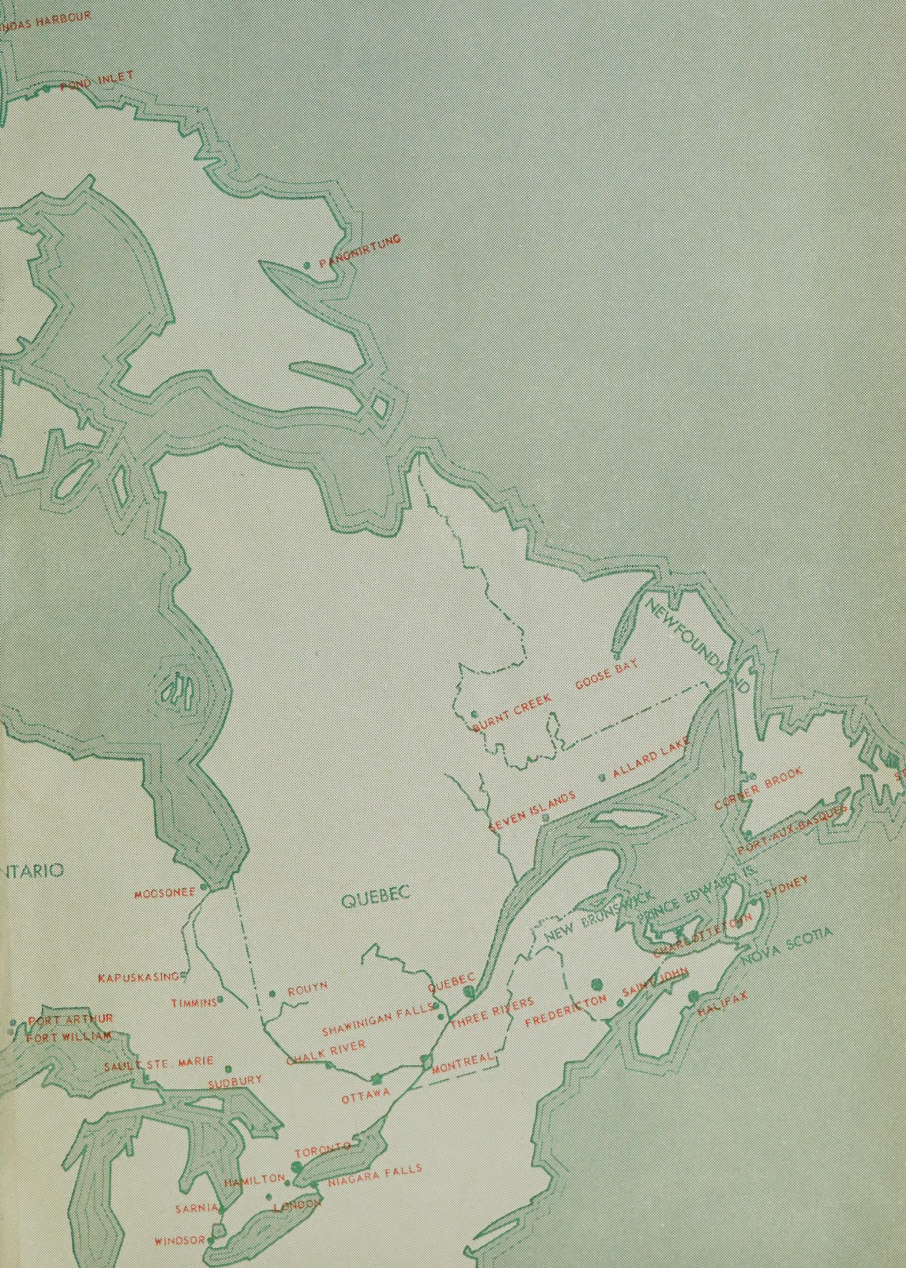 NDAS HARBOUR
POND INLET
PANGNIRTUNG
NEWFOUNDLAND
GOOSE BAY
BURNT CREEK
ALLARD LAKE
SEVEN ISLANDS
CORNER BROOK
ST
PORT-AUX-BASQUES
NTARIO
MOOSONEE
QUEBEC
PRINCE EDWARD IS.
SYDNEY
NEW BRUNSWICK
CHARLOTTETOWN
NOVA SCOTIA
KAPUSKASING
TIMMINS
ROUYN
QUEBEC
SAINT JOHN
HALIFAX
SHAWINIGAN FALLS
THREE RIVERS
FREDERICTON
PORT ARTHUR
FORT WILLIAM
SAULT STE. MARIE
SUDBURY
CHALK RIVER
MONTREAL
OTTAWA
TORONTO
HAMILTON
NIAGARA FALLS
SARNIA
LONDON
WINDSOR